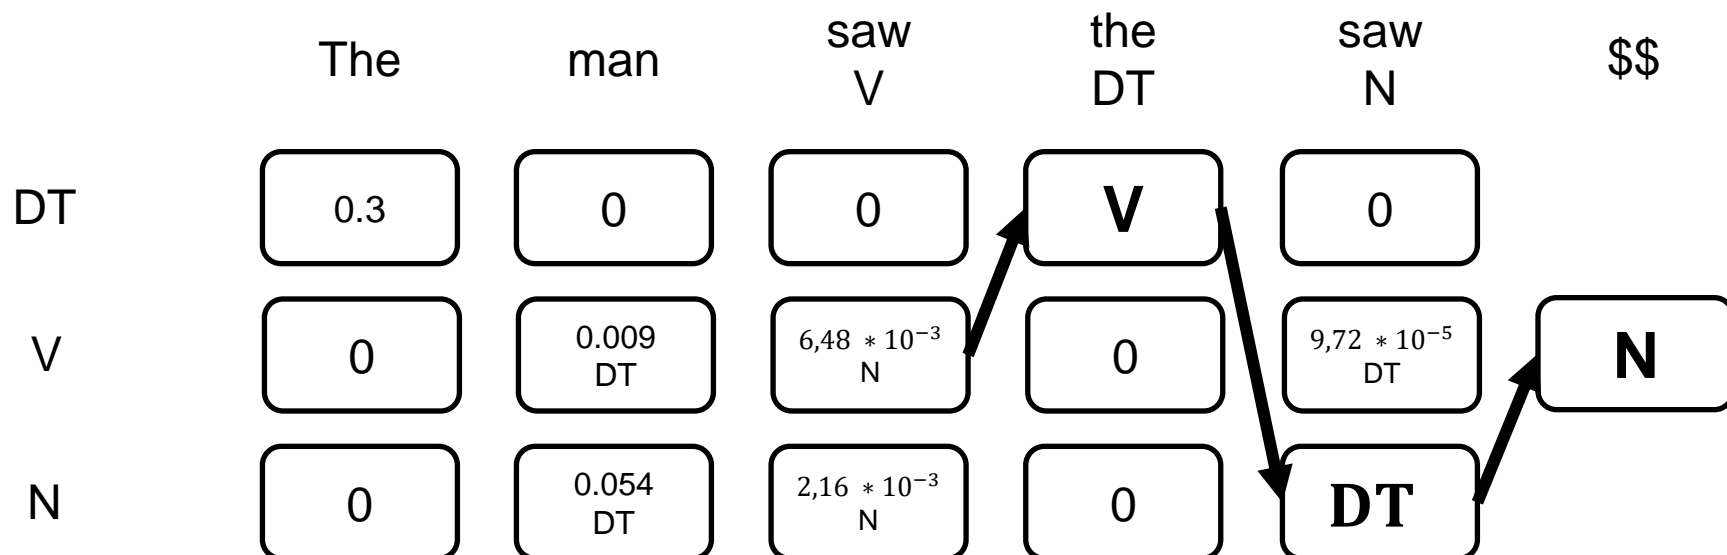 The man saw the saw $$
V DT N
DT 0.3 0 0 V 0
V 0 0.009 6,48 ∗ 10⁻³ 0 9,72 ∗ 10⁻⁵ N
DT N DT
N 0 0.054 2,16 ∗ 10⁻³ 0 DT
DT N